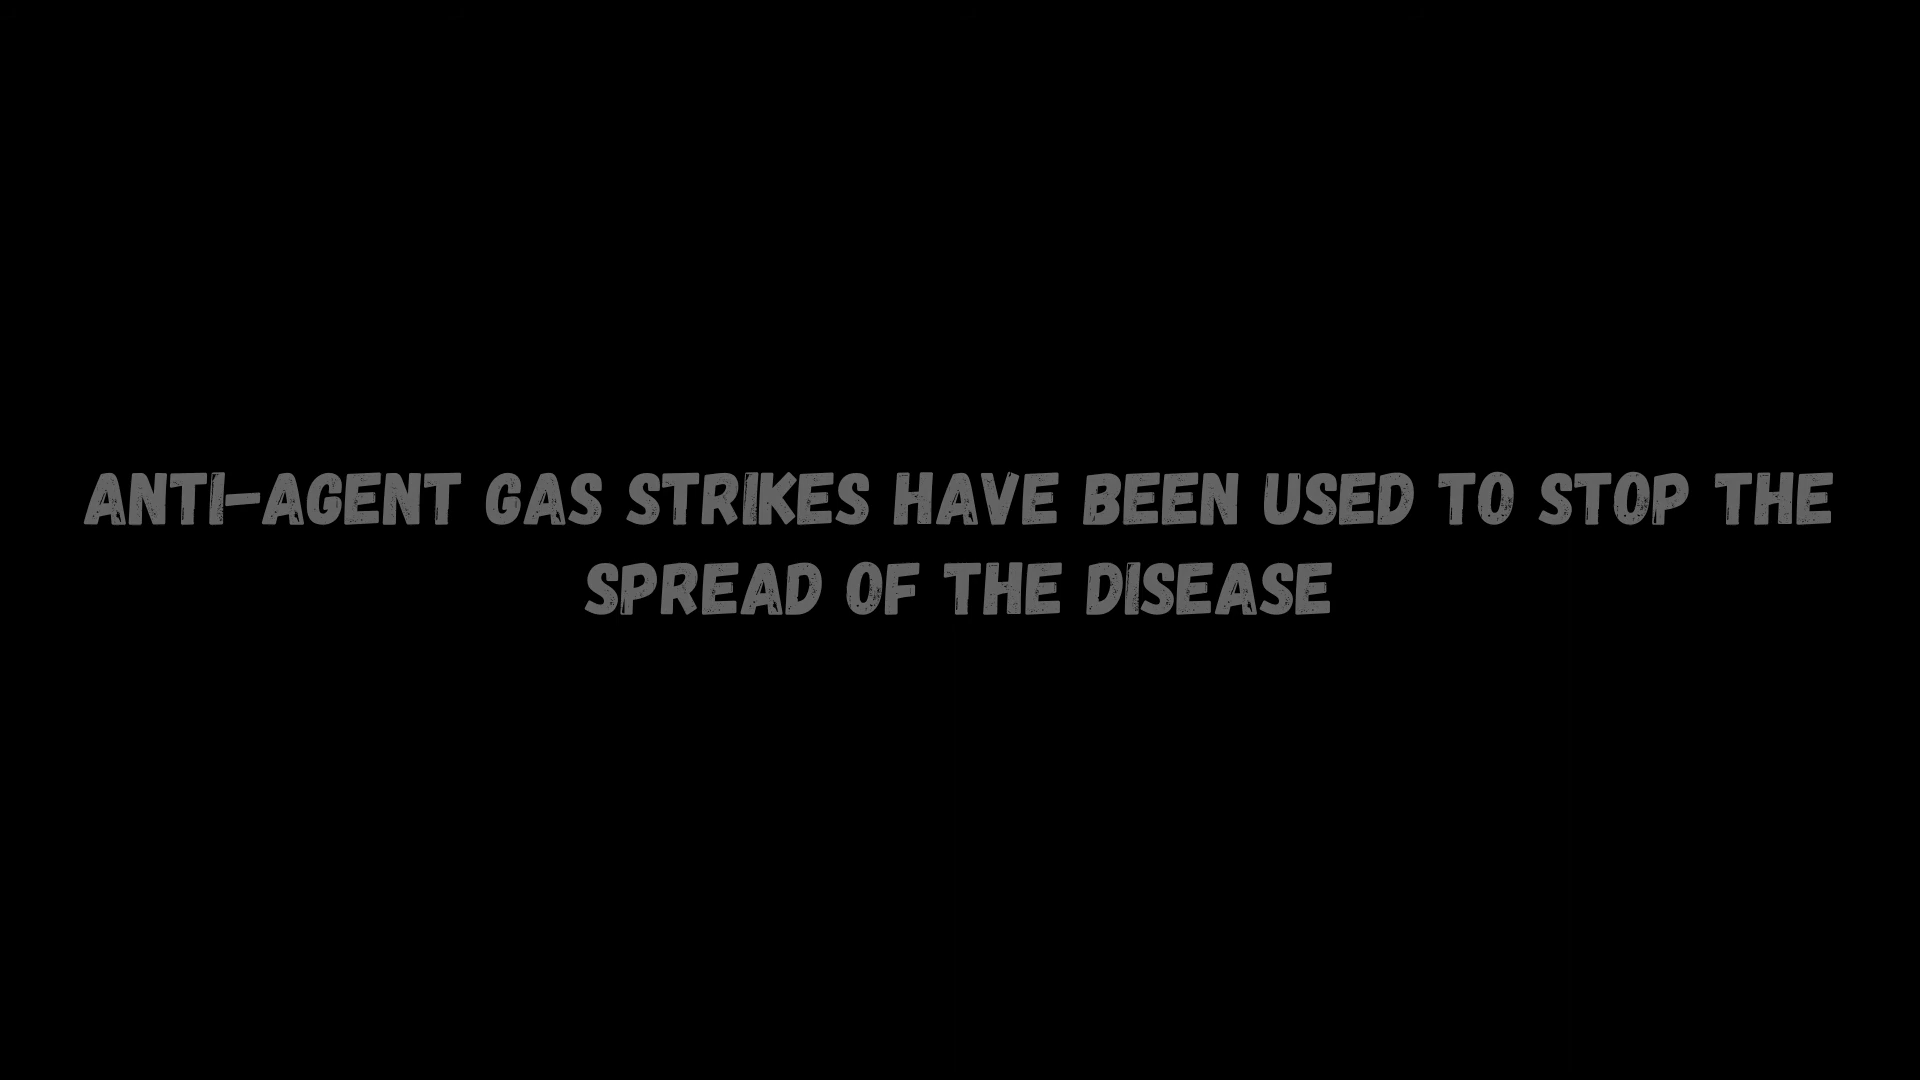 ANTI-AGENT GAS STRIKES HAVE BEEN USED TO STOP THE
SPREAD OF THE DISEASE